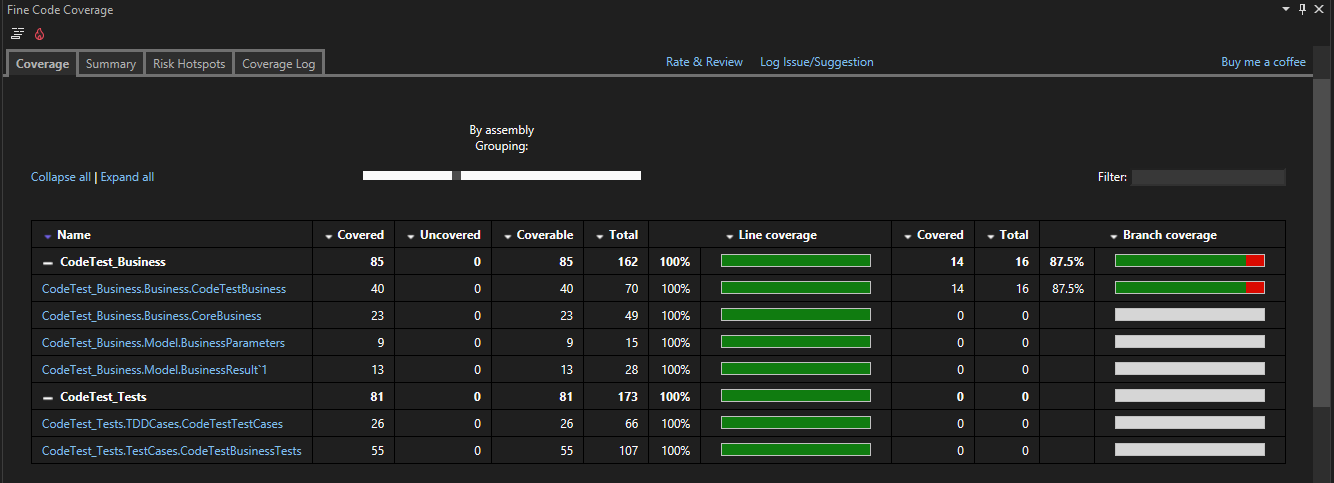 Fine Code Coverage
Coverage Summary Risk Hotspots Coverage Log Rate & Review Log Issue/Suggestion Buy me a coffee
By assembly
Grouping:
Collapse all | Expand all Filter:
Name Covered Uncovered Coverable Total Line coverage Covered Total Branch coverage
CodeTest_Business 85 0 85 162 100% 14 16 87.5%
CodeTest_Business.Business.CodeTestBusiness 40 0 40 70 100% 14 16 87.5%
CodeTest_Business.Business.CoreBusiness 23 0 23 49 100% 0 0
CodeTest_Business.Model.BusinessParameters 9 0 9 15 100% 0 0
CodeTest_Business.Model.BusinessResult`1 13 0 13 28 100% 0 0
CodeTest_Tests 81 0 81 173 100% 0 0
CodeTest_Tests.TDDCases.CodeTestTestCases 26 0 26 66 100% 0 0
CodeTest_Tests.TestCases.CodeTestBusinessTests 55 0 55 107 100% 0 0